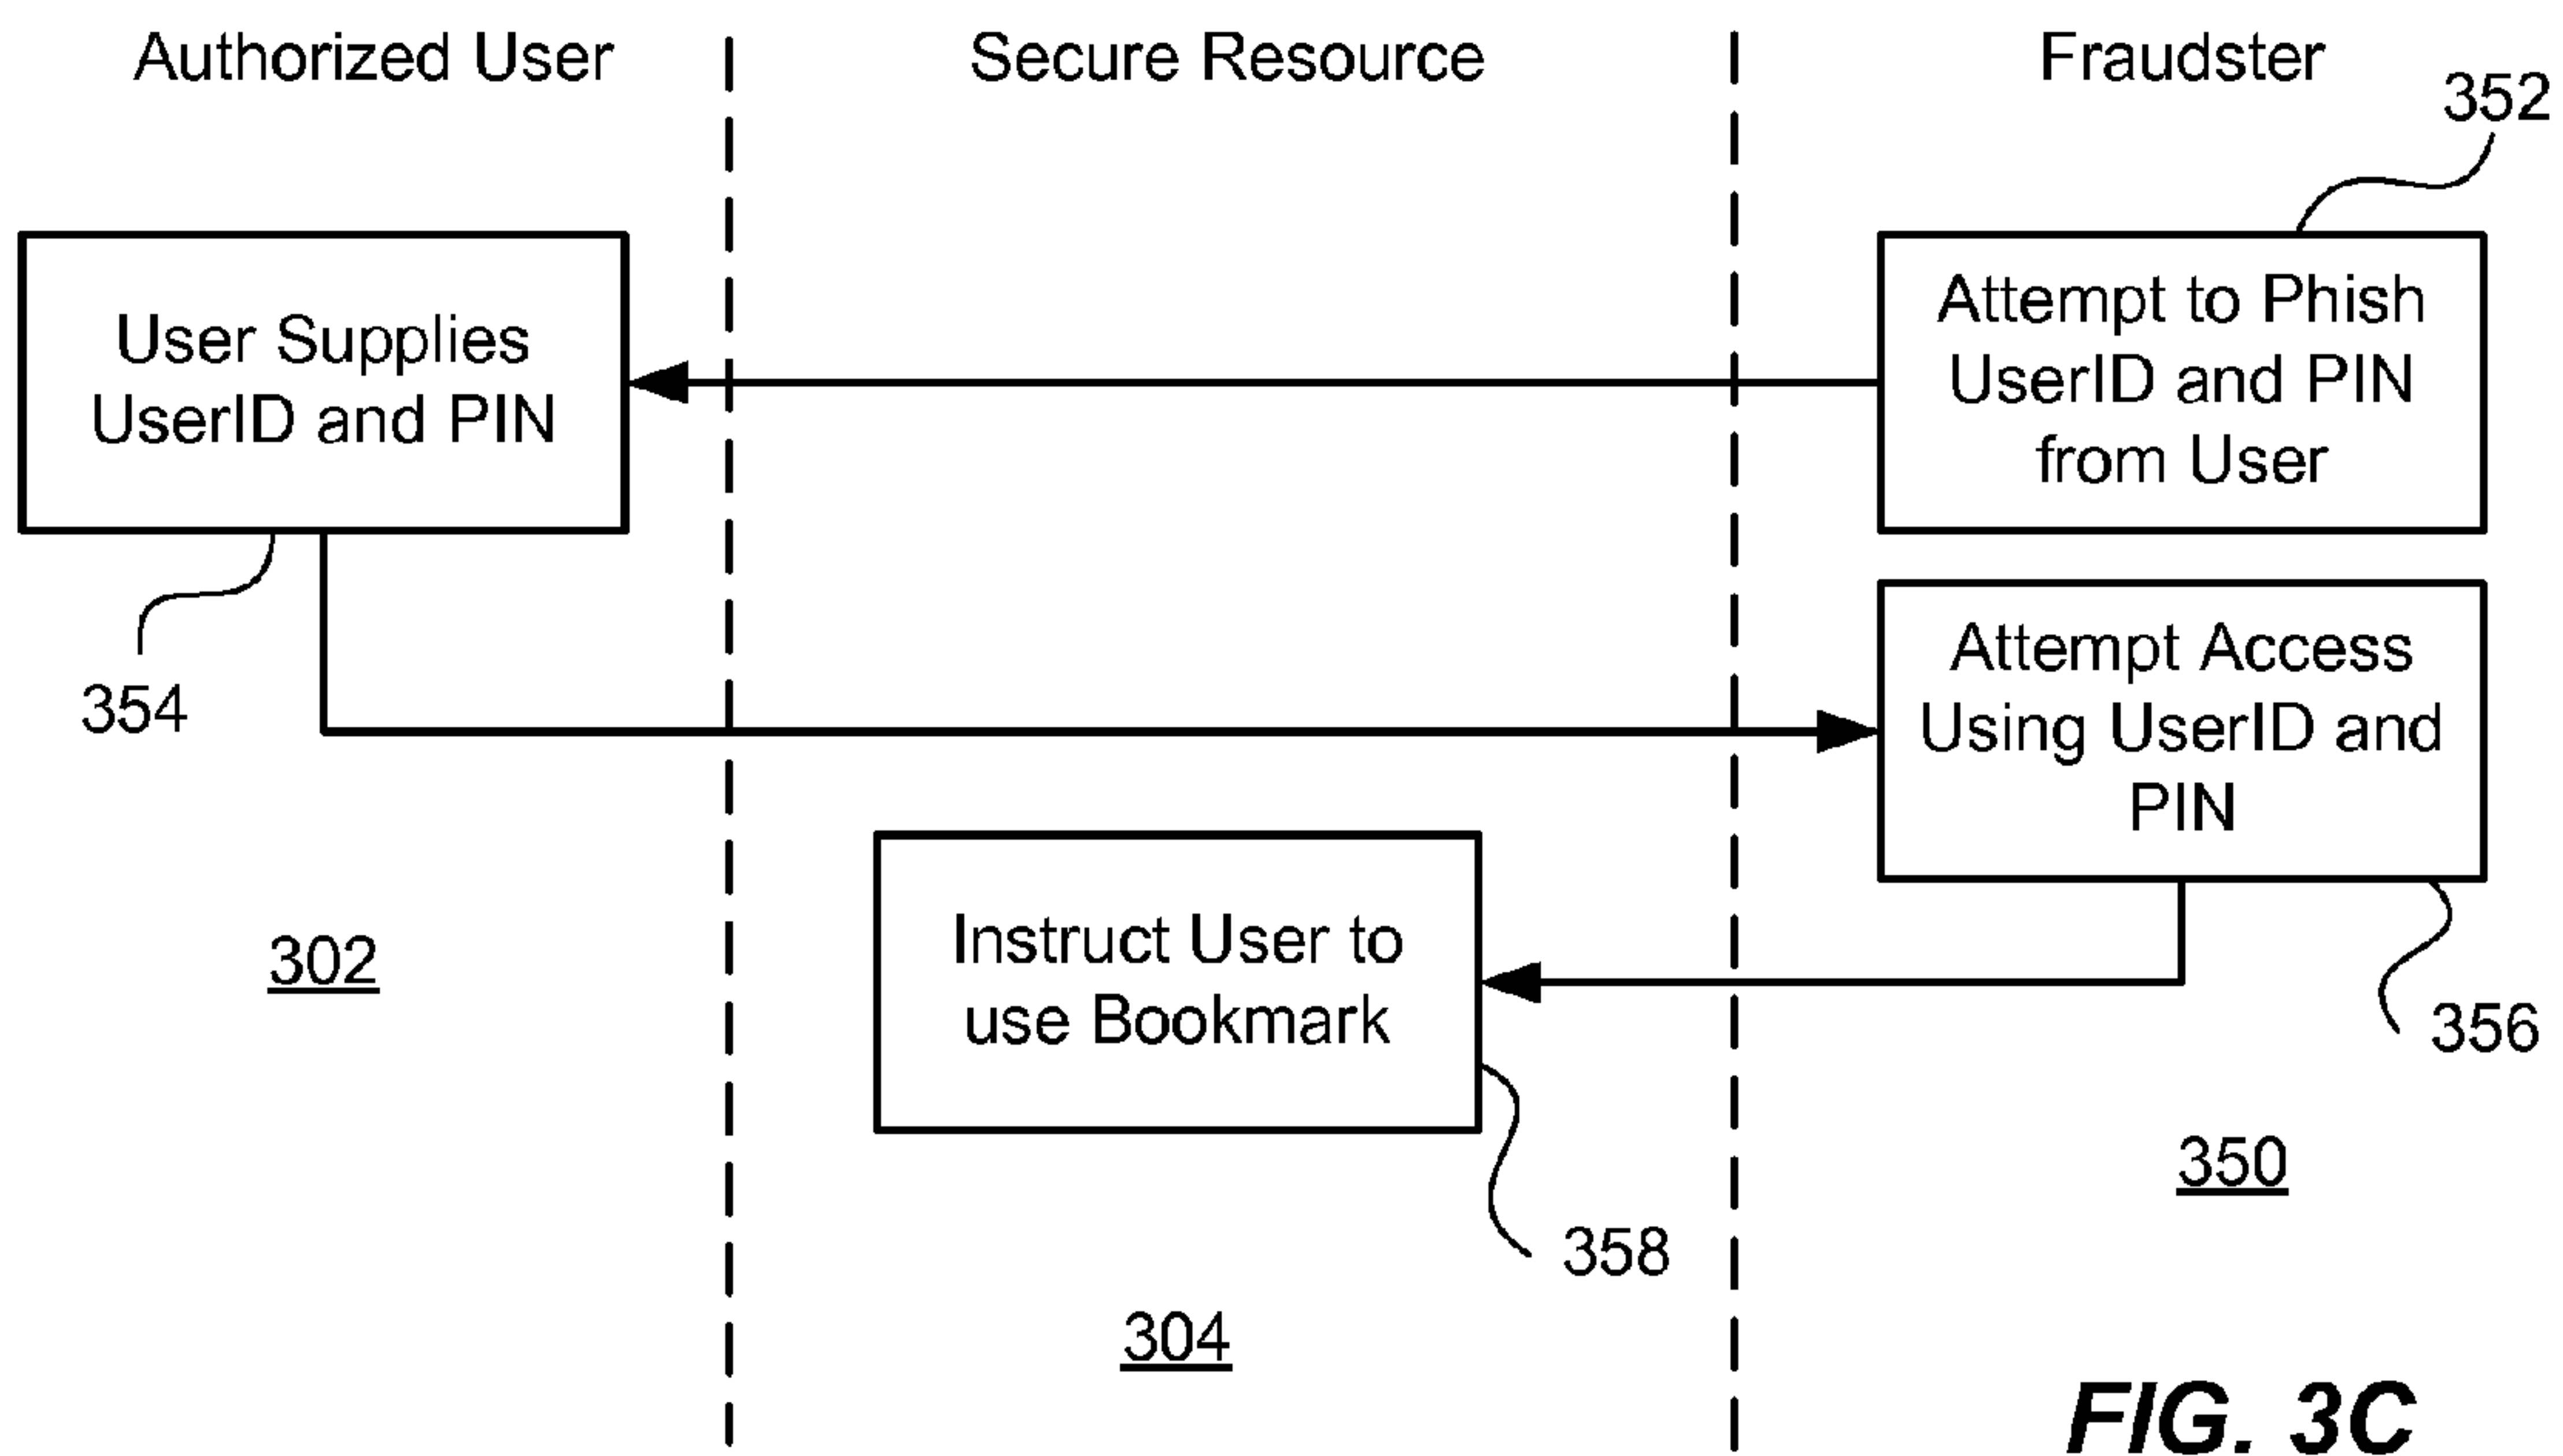 Authorized User
Secure Resource
Fraudster
352
User Supplies
UserID and PIN
Attempt to Phish
UserID and PIN
from User
354
Attempt Access
Using UserID and
PIN
302
Instruct User to
use Bookmark
356
350
358
304
FIG. 3C